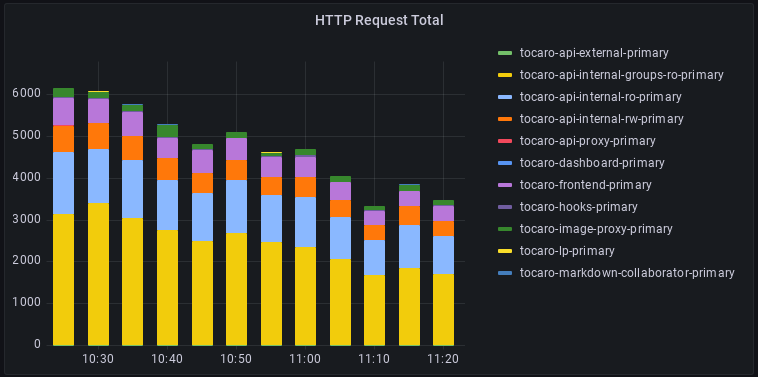 HTTP Request Total
6000
5000
4000
3000
2000
1000
0
10:30
10:40
10:50
11:00
11:10
11:20
tocaro-api-external-primary
tocaro-api-internal-groups-ro-primary
tocaro-api-internal-ro-primary
tocaro-api-internal-rw-primary
tocaro-api-proxy-primary
tocaro-dashboard-primary
tocaro-frontend-primary
tocaro-hooks-primary
tocaro-image-proxy-primary
tocaro-lp-primary
tocaro-markdown-collaborator-primary